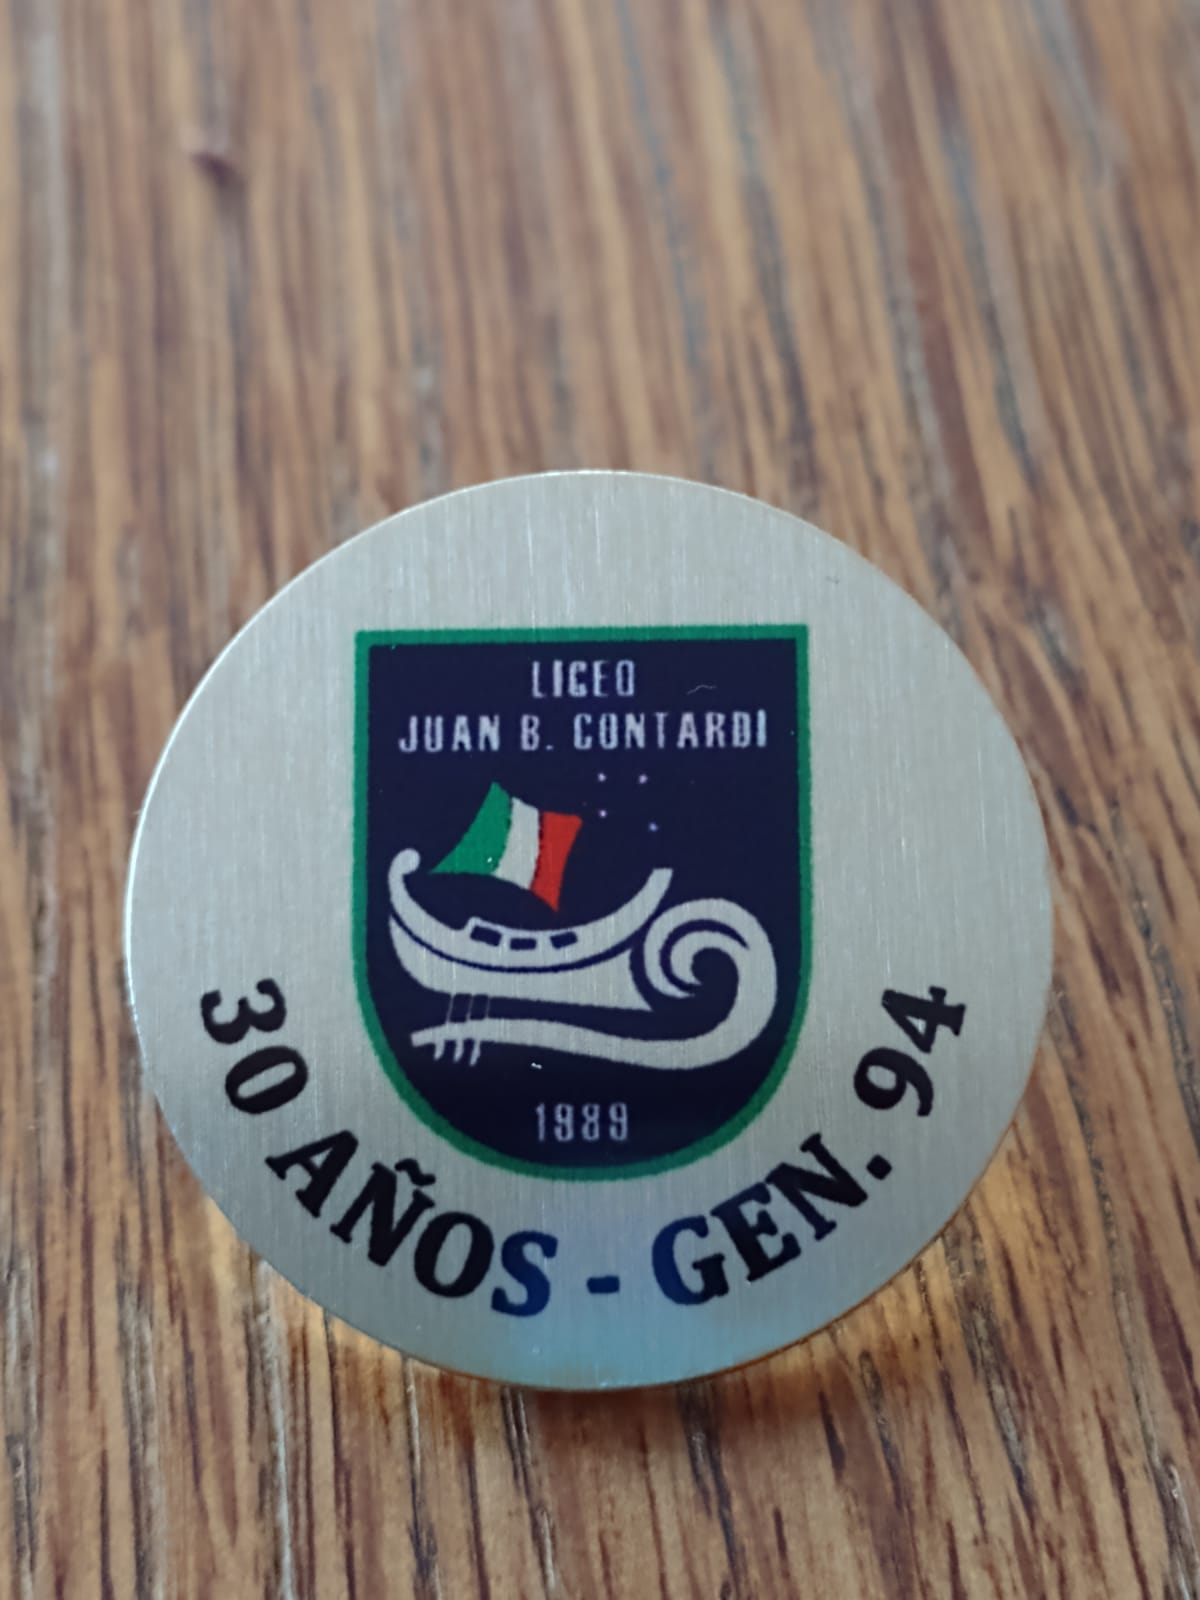 LICEO
JUAN B. CONTARDI
1989
30 AÑOS - GEN. 94